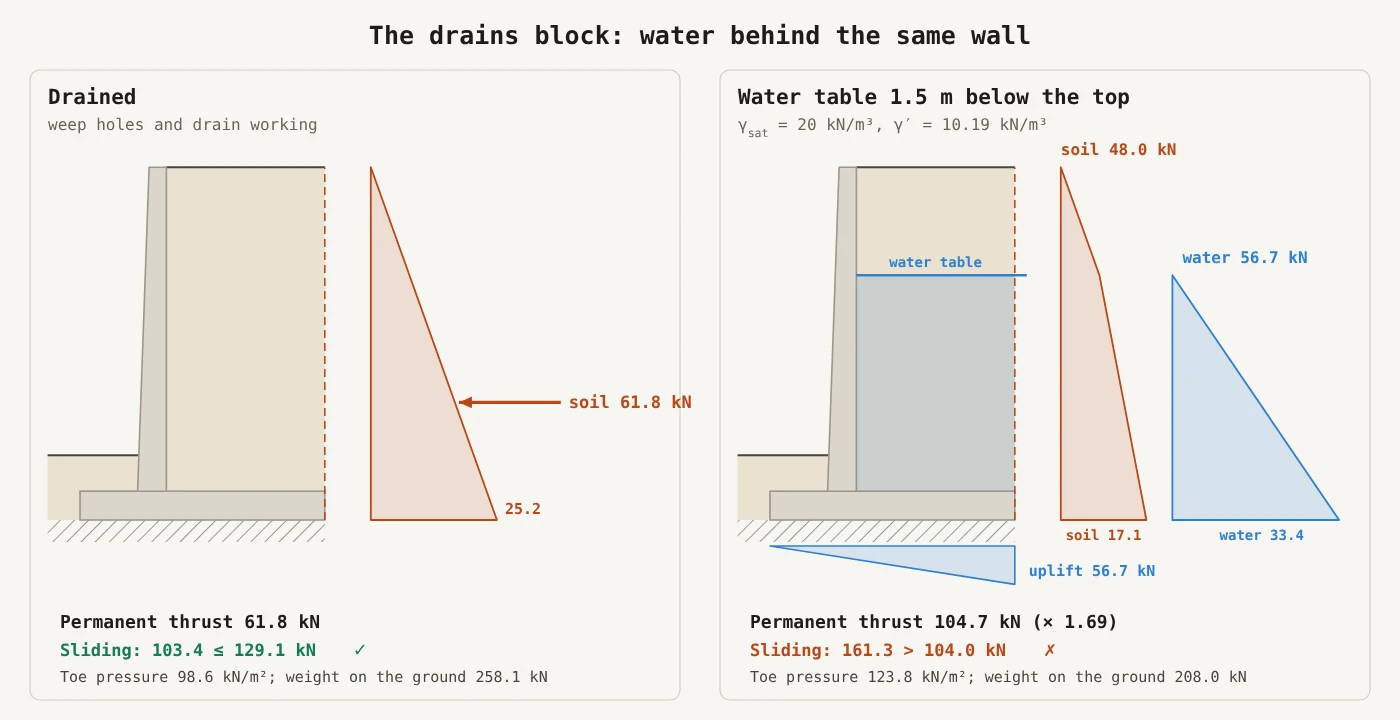 The drains block: water behind the same wall
Drained
weep holes and drain working
soil 61.8 kN
25.2
Permanent thrust 61.8 kN
Sliding: 103.4 ≤ 129.1 kN ✓
Toe pressure 98.6 kN/m²; weight on the ground 258.1 kN
Water table 1.5 m below the top
γsat = 20 kN/m³, γ′ = 10.19 kN/m³
soil 48.0 kN
water 56.7 kN
water table
soil 17.1
water 33.4
uplift 56.7 kN
Permanent thrust 104.7 kN (× 1.69)
Sliding: 161.3 > 104.0 kN ✗
Toe pressure 123.8 kN/m²; weight on the ground 208.0 kN